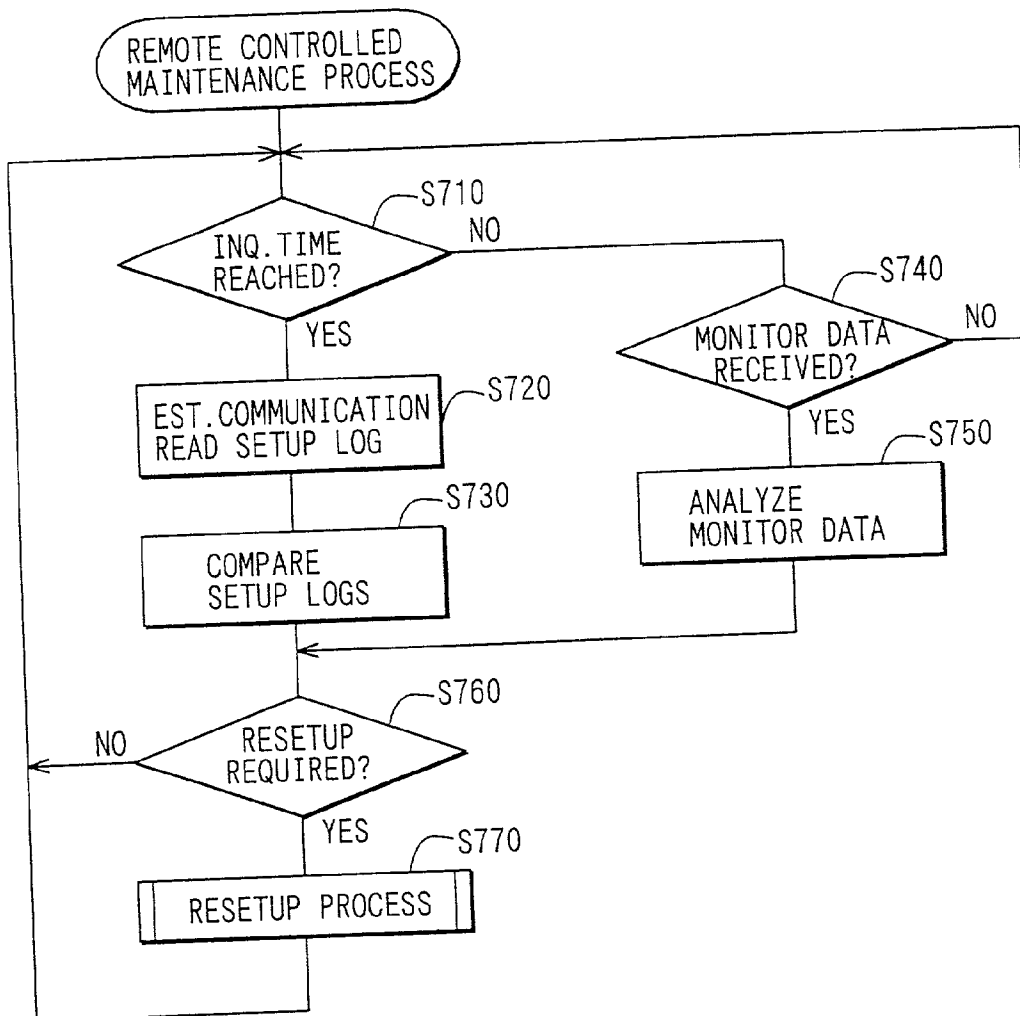 REMOTE CONTROLLED
MAINTENANCE PROCESS
S710
INQ.TIME
REACHED?
NO
YES
S740
MONITOR DATA
RECEIVED?
NO
YES
S720
EST.COMMUNICATION
READ SETUP LOG
S750
ANALYZE
MONITOR DATA
S730
COMPARE
SETUP LOGS
S760
RESETUP
REQUIRED?
NO
YES
S770
RESETUP PROCESS